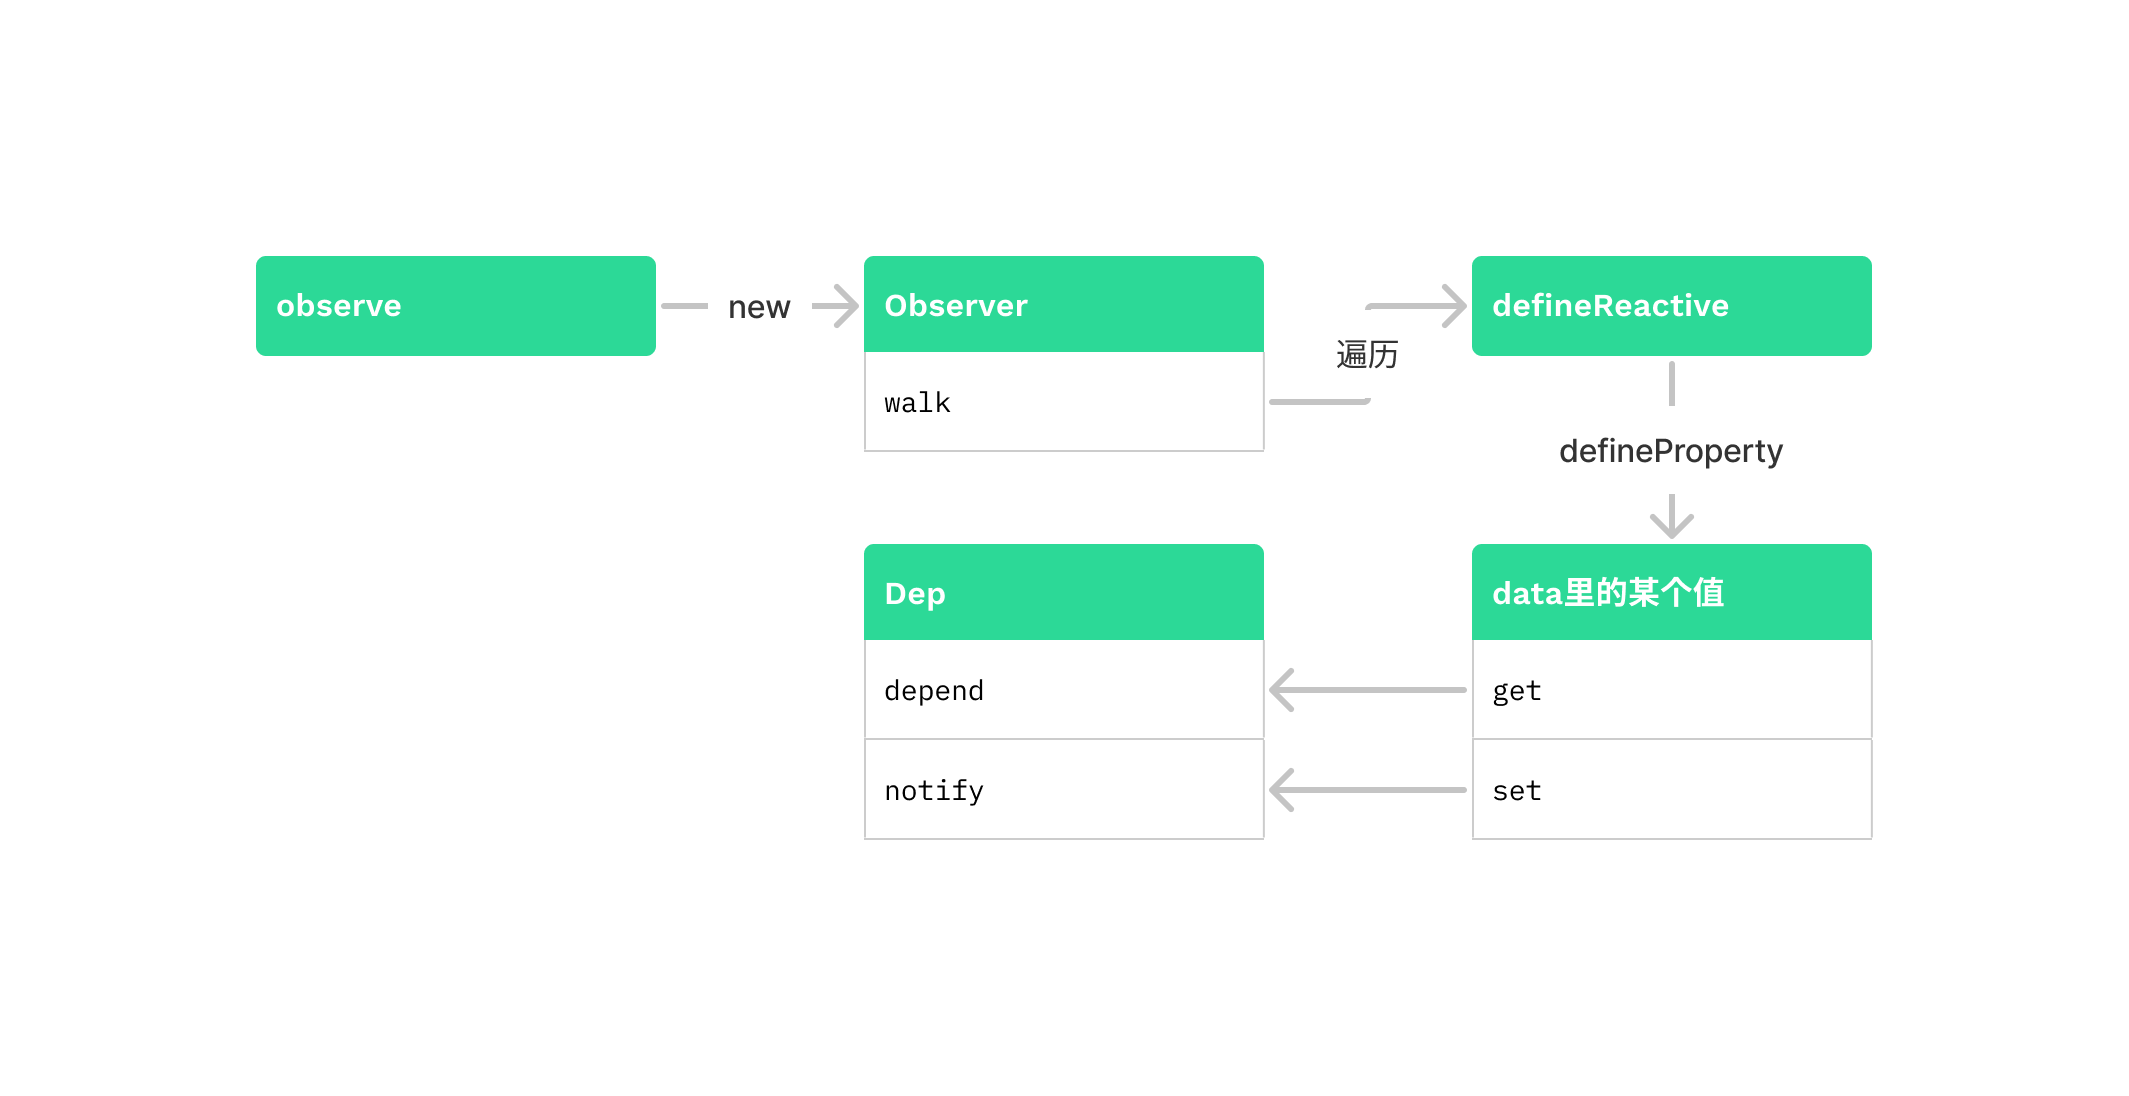 observe
new
Observer
walk
遍历
defineReactive
defineProperty
Dep
depend
notify
data里的某个值
get
set